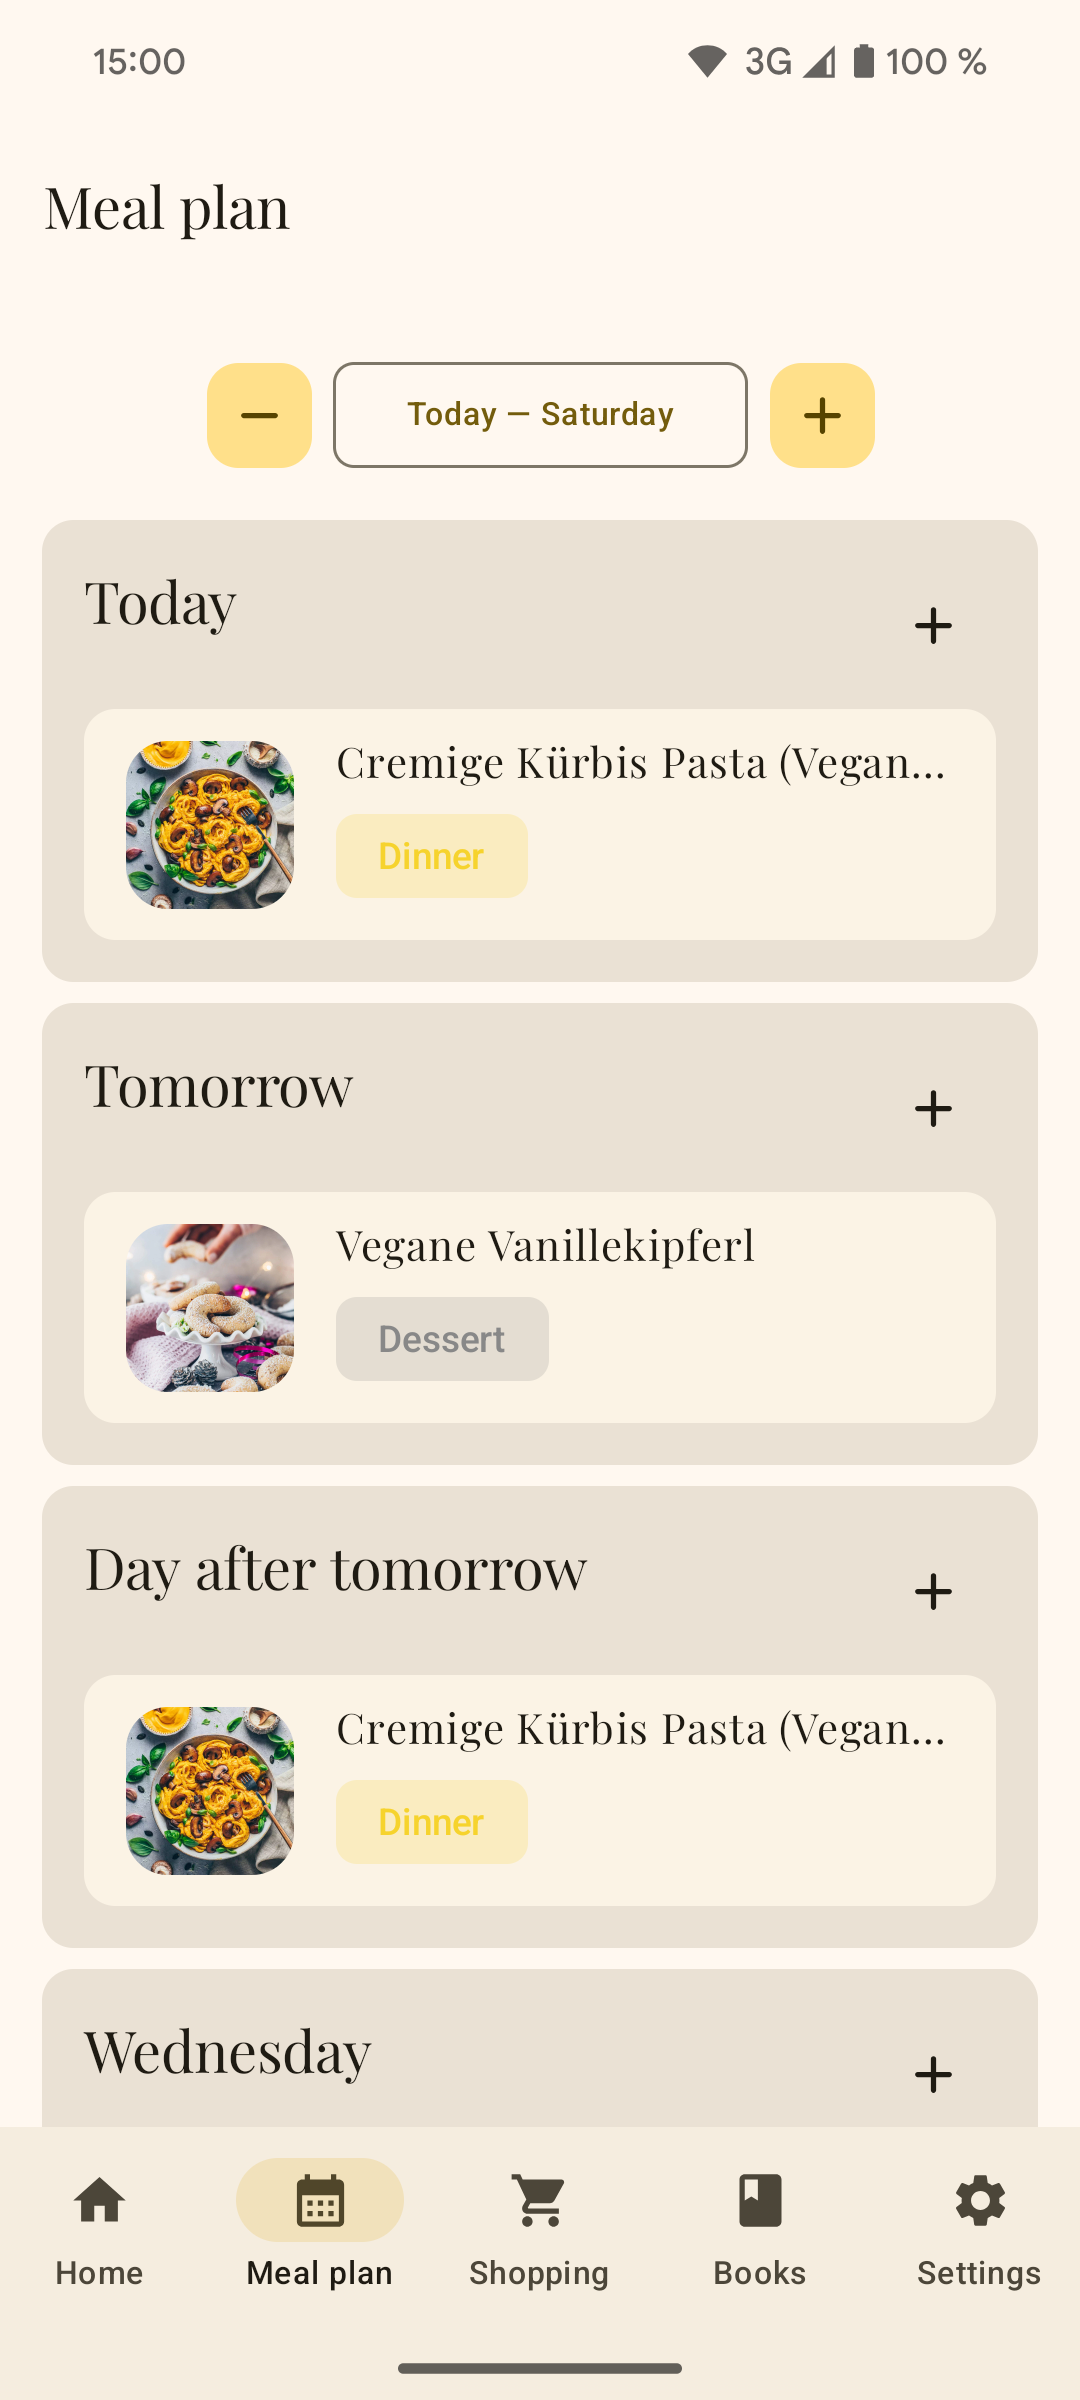 15:00
3G 100 %
Meal plan
Today — Saturday
Today
Cremige Kürbis Pasta (Vegan...
Dinner
Tomorrow
Vegane Vanillekipferl
Dessert
Day after tomorrow
Cremige Kürbis Pasta (Vegan...
Dinner
Wednesday
Home
Meal plan
Shopping
Books
Settings